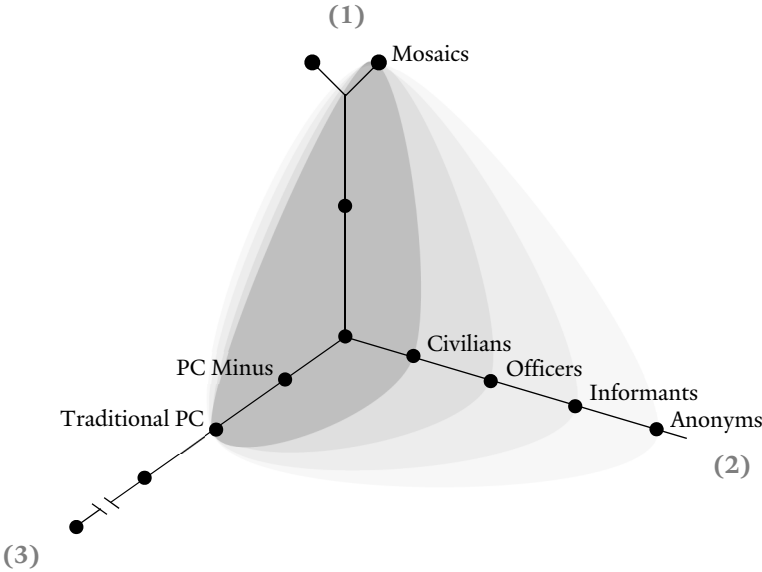 (1)
Mosaics
Civilians
PC Minus
Officers
Informants
Traditional PC
Anonyms
(2)
(3)